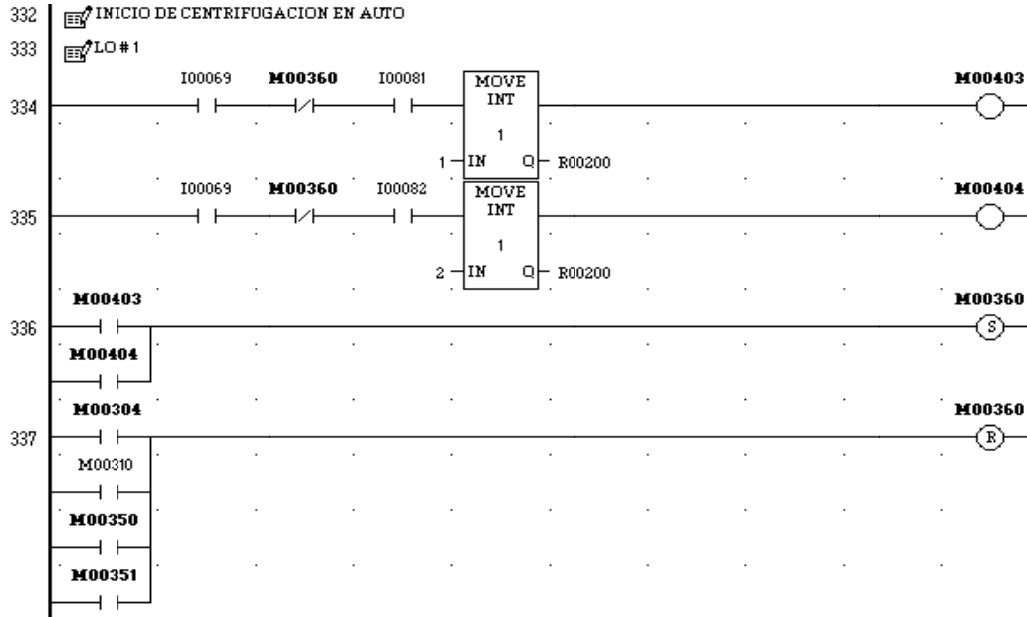 332 INICIO DE CENTRIFUGACION EN AUTO
333 LO#1
I00069 M00360 I00081 MOVE M00403
334 INT
1
1 IN Q R00200
I00069 M00360 I00082 MOVE M00404
335 INT
1
2 IN Q R00200
M00403 M00360
336 S
M00404
M00304 M00360
337 R
M00310
M00350
M00351